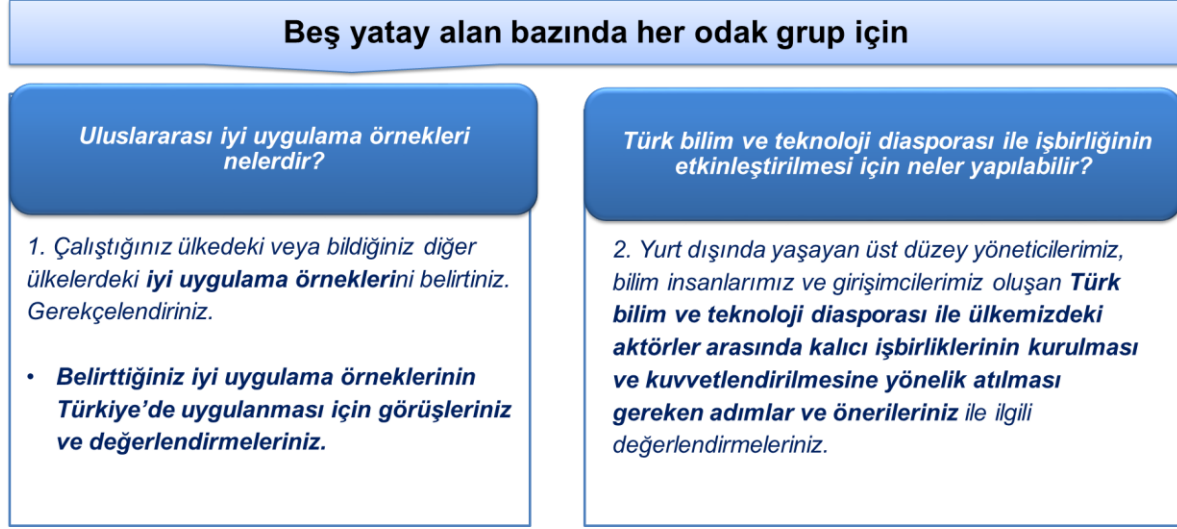 Beş yatay alan bazında her odak grup için
Uluslararası iyi uygulama örnekleri
nelerdir?
1. Çalıştığınız ülkedeki veya bildiğiniz diğer
ülkelerdeki iyi uygulama örneklerini belirtiniz.
Gerekçelendiriniz.
• Belirttiğiniz iyi uygulama örneklerinin
Türkiye’de uygulanması için görüşleriniz
ve değerlendirmeleriniz.
Türk bilim ve teknoloji diasporası ile işbirliğinin
etkinleştirilmesi için neler yapılabilir?
2. Yurt dışında yaşayan üst düzey yöneticilerimiz,
bilim insanlarımız ve girişimcilerimiz oluşan Türk
bilim ve teknoloji diasporası ile ülkemizdeki
aktörler arasında kalıcı işbirliklerinin kurulması
ve kuvvetlendirilmesine yönelik atılması
gereken adımlar ve önerileriniz ile ilgili
değerlendirmeleriniz.